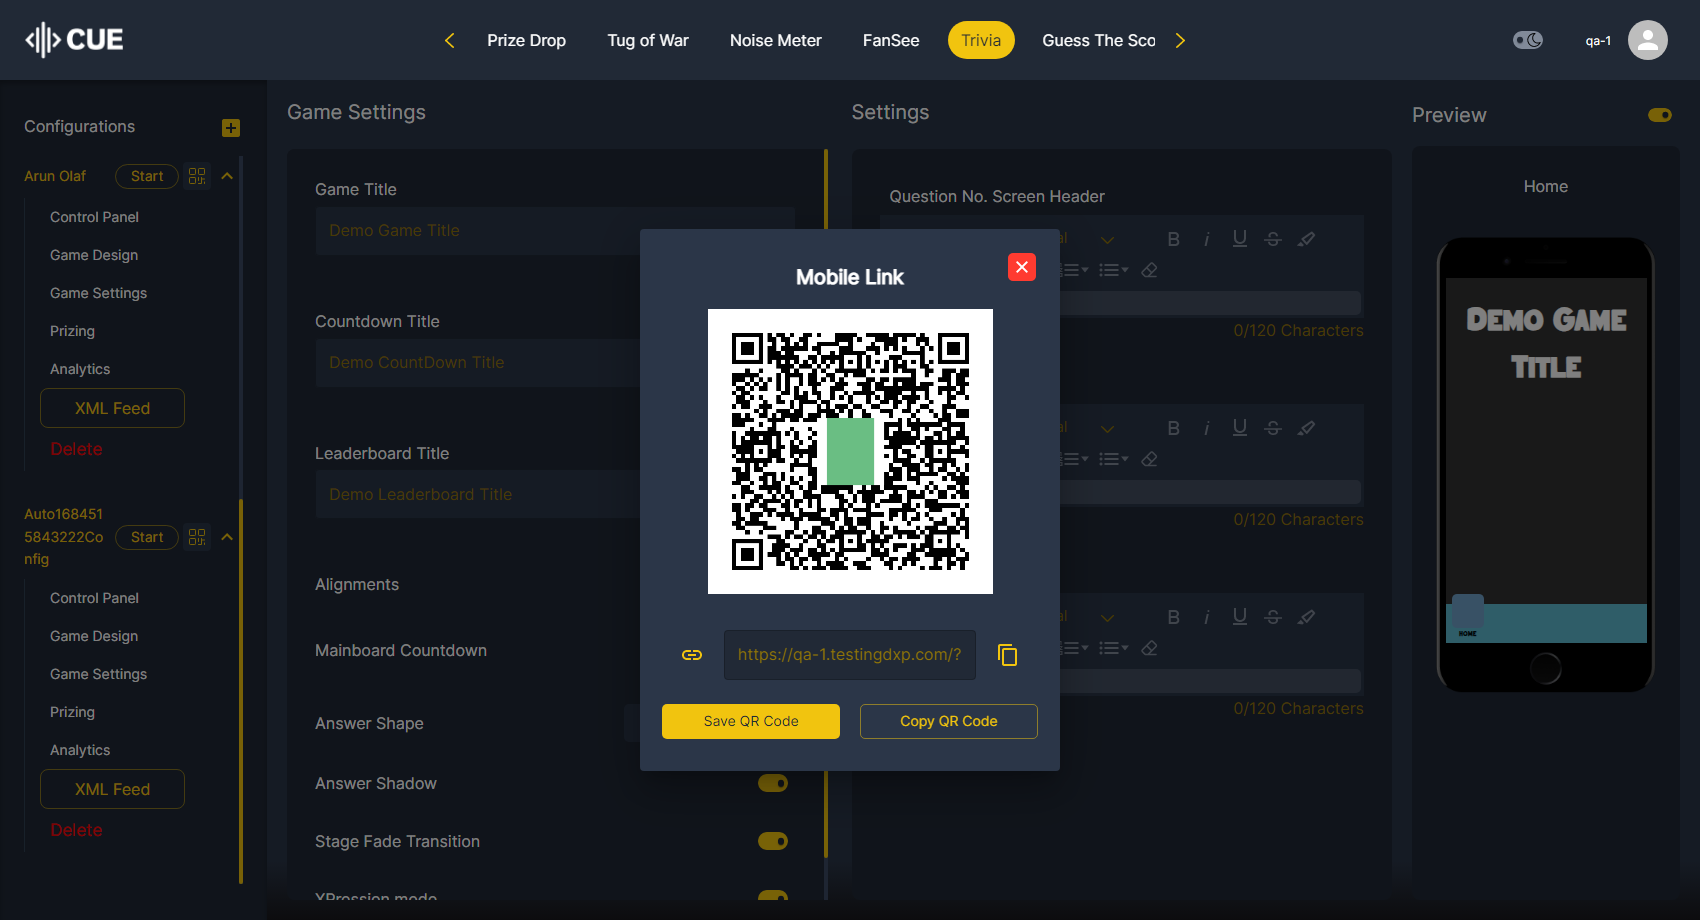 CUE
Prize Drop
Tug of War
Noise Meter
FanSee
Trivia
Guess The Sco
qa-1
Configurations
Arun Olaf
Start
Control Panel
Game Design
Game Settings
Prizing
Analytics
XML Feed
Delete
Auto168451
5843222Co
nfig
Start
Control Panel
Game Design
Game Settings
Prizing
Analytics
XML Feed
Delete
Game Settings
Game Title
Demo Game Title
Countdown Title
Demo CountDown Title
Leaderboard Title
Demo Leaderboard Title
Alignments
Mainboard Countdown
Answer Shape
Answer Shadow
Stage Fade Transition
XPression mode
Mobile Link
https://qa-1.testingdxp.com/?
Save QR Code
Copy QR Code
Settings
Question No. Screen Header
B i U S
0/120 Characters
B i U S
0/120 Characters
B i U S
0/120 Characters
Preview
Home
Demo Game
Title
HOME